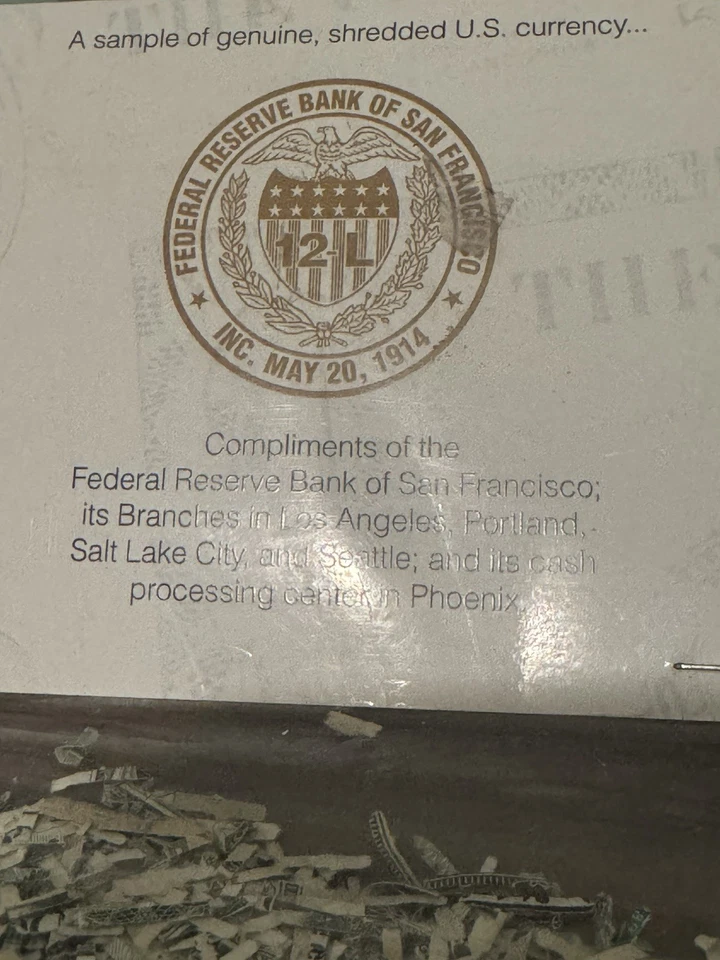 A sample of genuine, shredded U.S. currency...
FEDERAL RESERVE BANK OF SAN FRANCISCO
12-L
INC. MAY 20, 1914
Compliments of the
Federal Reserve Bank of San Francisco;
its Branches in Los Angeles, Portland,
Salt Lake City, and Seattle; and its cash
processing center in Phoenix.